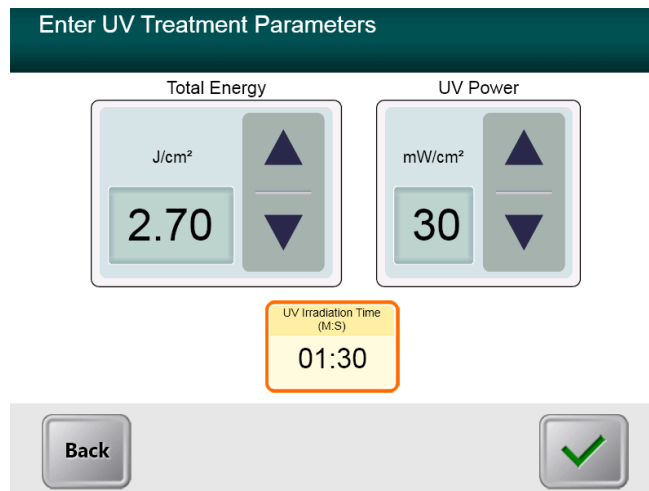 Enter UV Treatment Parameters
Total Energy
UV Power
J/cm²
mW/cm²
2.70
30
UV Irradiation Time
(M:S)
01:30
Back